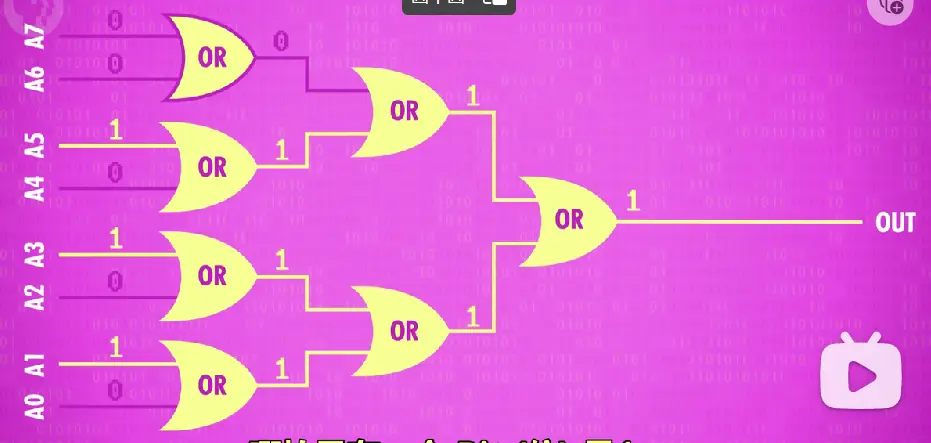 A7 0
OR 0
A6 0
OR 1
A5 1
OR 1
A4 0
OR 1
OUT
A3 1
OR 1
A2 0
OR 1
A1 1
OR 1
A0 0